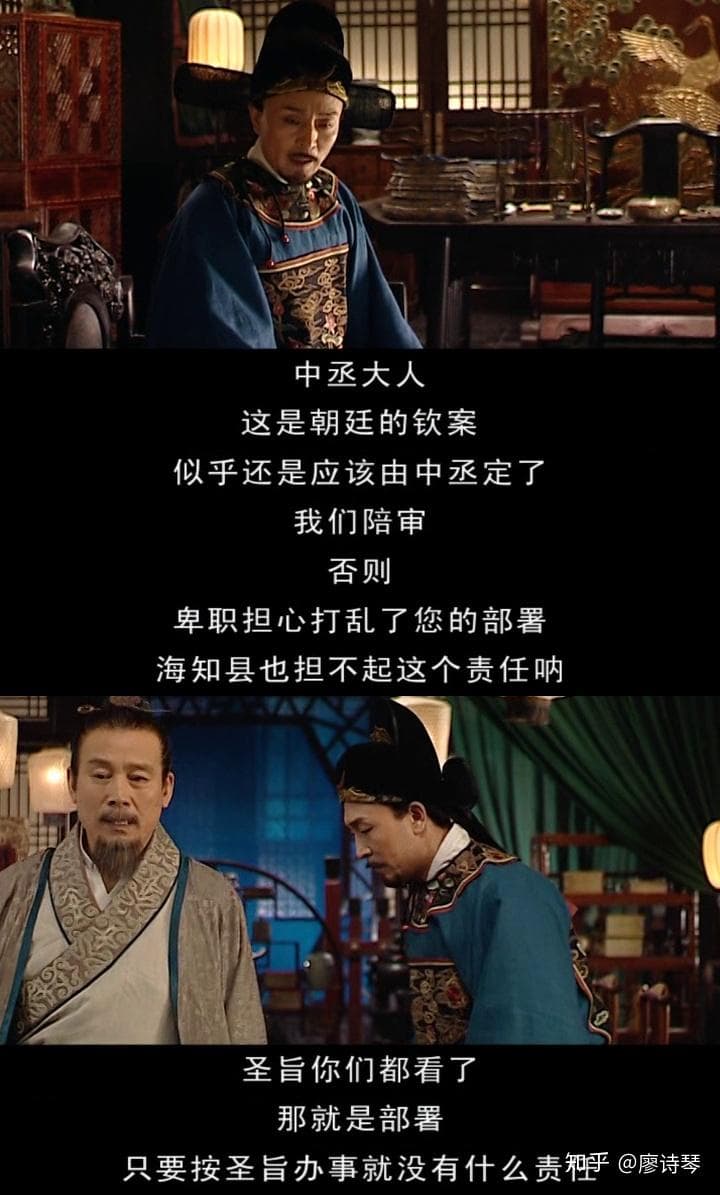 中丞大人
这是朝廷的钦案
似乎还是应该由中丞定了
我们陪审
否则
卑职担心打乱了您的部署
海知县也担不起这个责任呐
圣旨你们都看了
那就是部署
只要按圣旨办事就没有什么责任
知乎 @廖诗琴